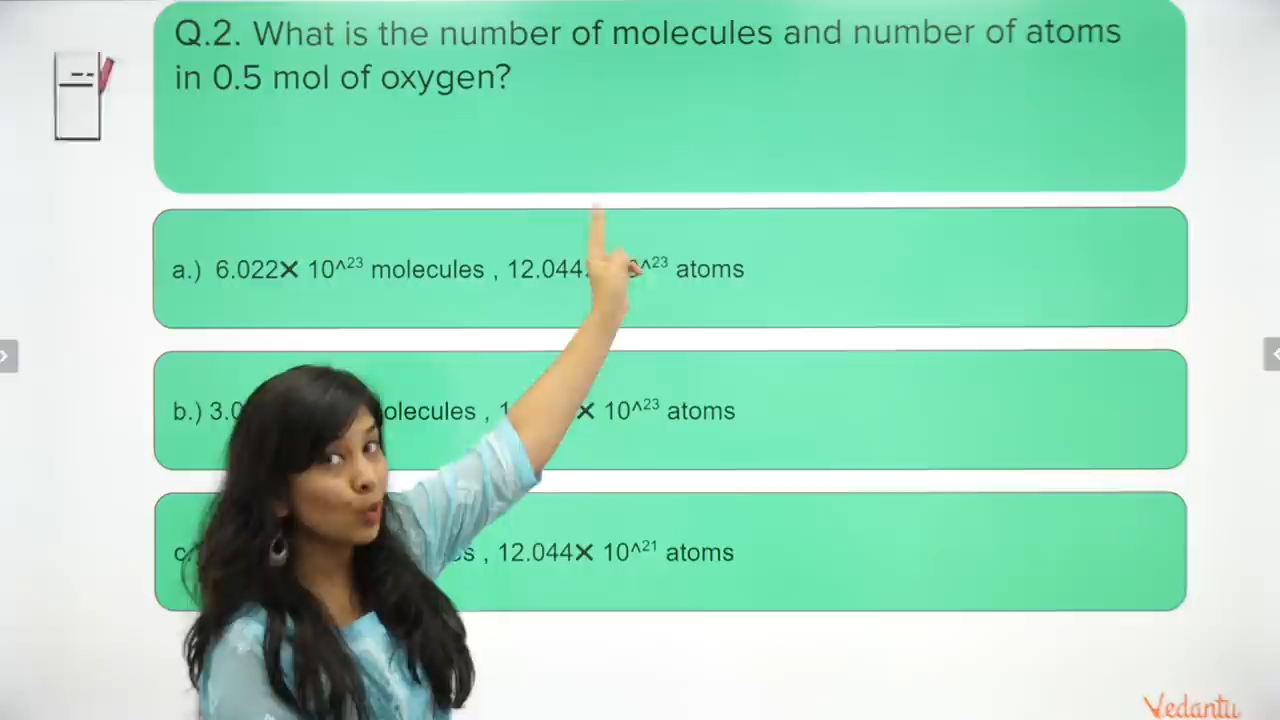 Q.2. What is the number of molecules and number of atoms
in 0.5 mol of oxygen?
a.) 6.022✕ 10^23 molecules , 12.044 ^23 atoms
b.) 3.0 olecules , 1 ✕ 10^23 atoms
c s , 12.044✕ 10^21 atoms
Vedantu